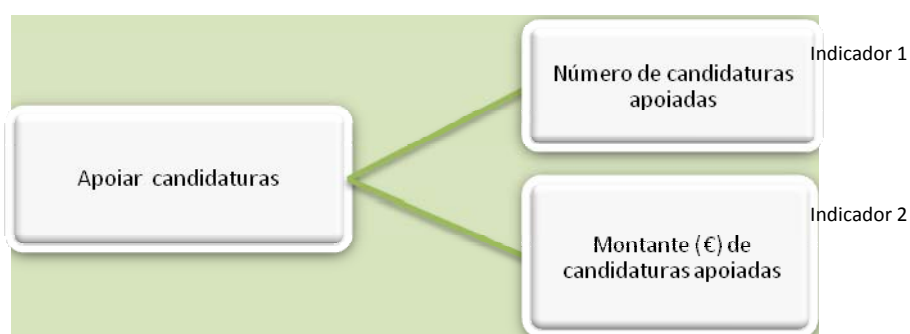 Número de candidaturas
apoiadas
Indicador 1
Apoiar candidaturas
Montante (€) de
candidaturas apoiadas
Indicador 2